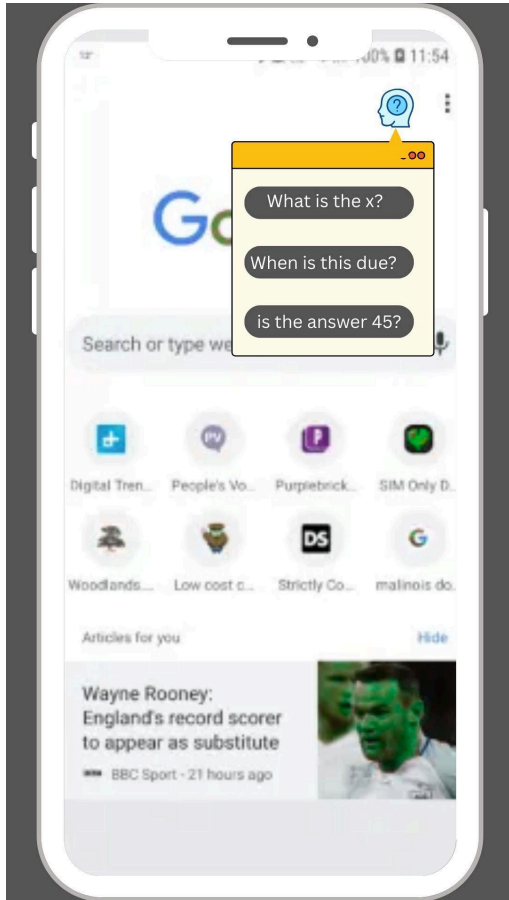 100% 11:54
?
What is the x?
When is this due?
is the answer 45?
Go
Search or type we
Digital Tren... People's Vo... Purplebrick... SIM Only D..
Woodlands.... Low cost c... Strictly Co... malinois do..
Articles for you Hide
Wayne Rooney:
England's record scorer
to appear as substitute
BBC Sport - 21 hours ago